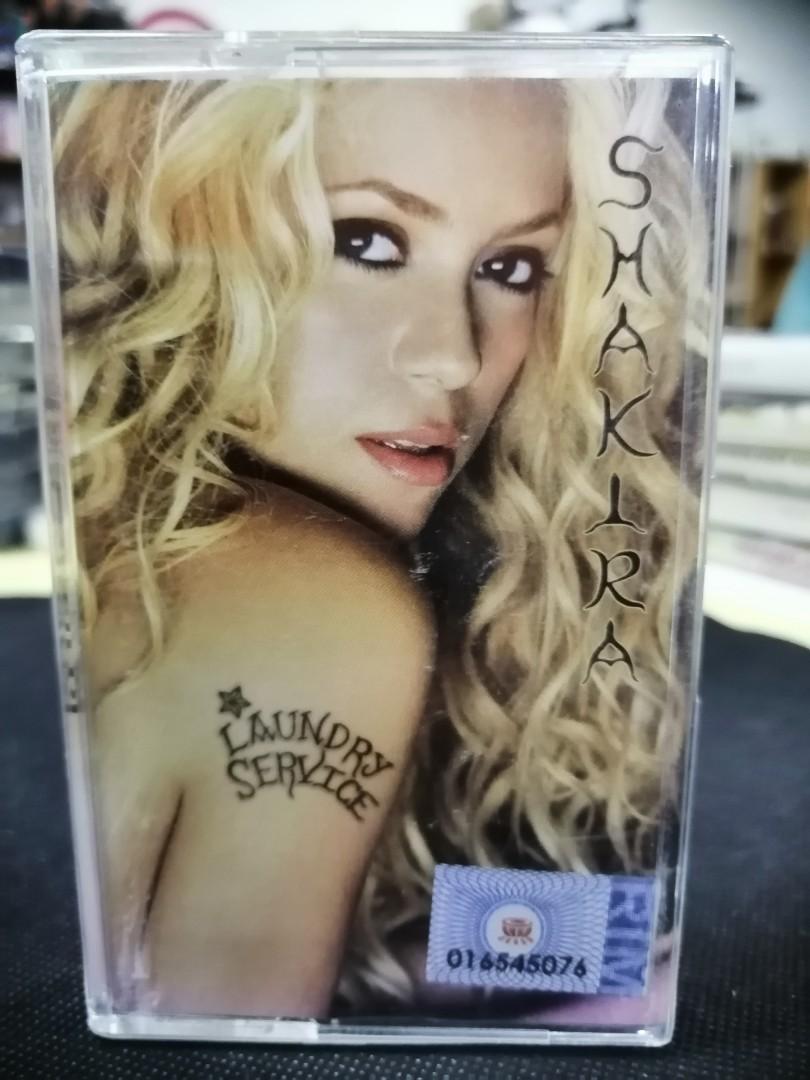 SHAKIRA
LAUNDRY
SERVICE
016545076
RIM